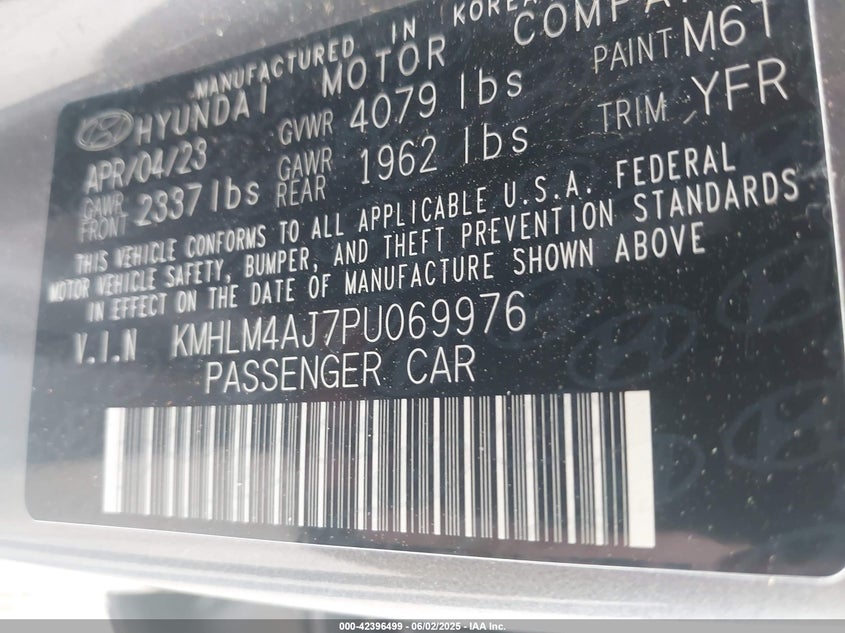 MANUFACTURED IN KOREA
HYUNDAI MOTOR COMPA
APR/04/23 GVWR 4079 lbs PAINT M6T
GAWR FRONT 2337 lbs GAWR REAR 1962 lbs TRIM YFR
THIS VEHICLE CONFORMS TO ALL APPLICABLE U.S.A. FEDERAL
MOTOR VEHICLE SAFETY, BUMPER, AND THEFT PREVENTION STANDARDS
IN EFFECT ON THE DATE OF MANUFACTURE SHOWN ABOVE
V.I.N KMHLM4AJ7PU069976
PASSENGER CAR
000-42396499 - 06/02/2025 - IAA Inc.